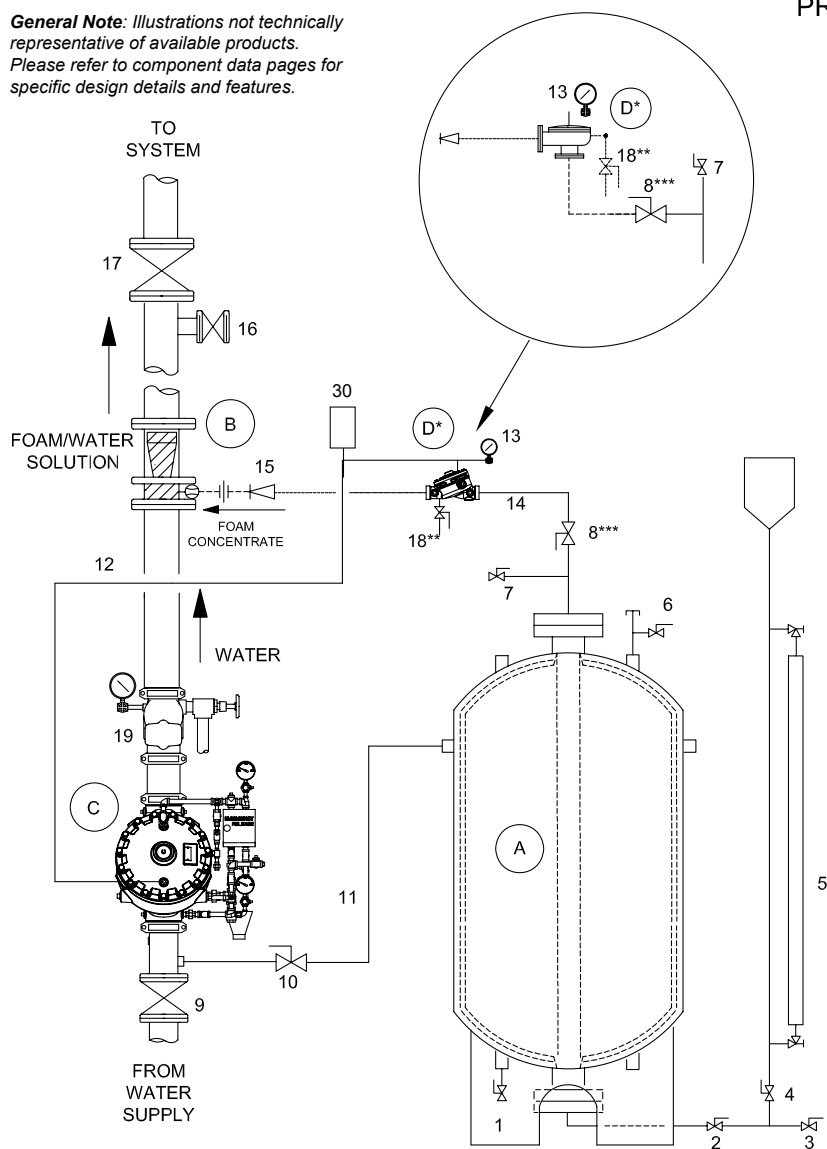 General Note: Illustrations not technically
representative of available products.
Please refer to component data pages for
specific design details and features.
PR
TO
SYSTEM
13
D*
18**
7
8***
17
16
30
B
D*
13
FOAM/WATER
SOLUTION
15
14
FOAM
CONCENTRATE
18**
8***
12
7
6
WATER
19
C
A
5
11
10
9
FROM
WATER
SUPPLY
1
4
2
3